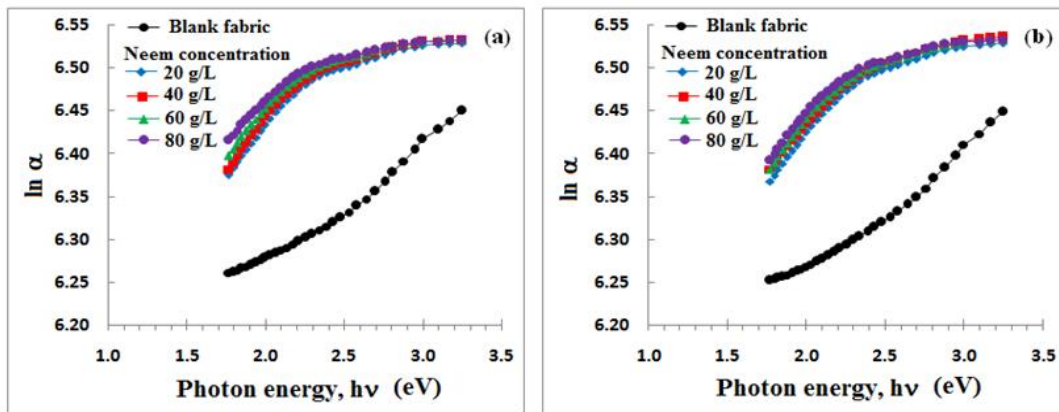 Blank fabric
(a)
Neem concentration
20 g/L
40 g/L
60 g/L
80 g/L
6.55
6.50
6.45
6.40
6.35
6.30
6.25
6.20
ln α
1.0 1.5 2.0 2.5 3.0 3.5
Photon energy, hν (eV)
Blank fabric
(b)
Neem concentration
20 g/L
40 g/L
60 g/L
80 g/L
6.55
6.50
6.45
6.40
6.35
6.30
6.25
6.20
ln α
1.0 1.5 2.0 2.5 3.0 3.5
Photon energy, hν (eV)